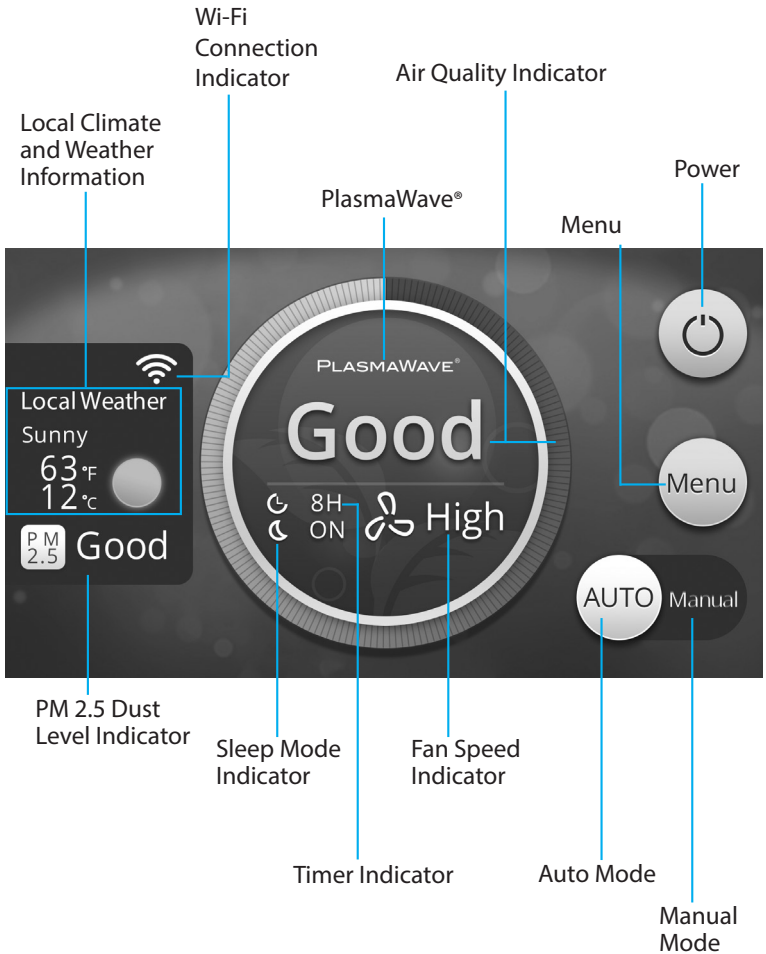 Wi-Fi
Connection
Indicator
Air Quality Indicator
Local Climate
and Weather
Information
Power
PlasmaWave®
Menu
PLASMAWAVE®
Local Weather
Sunny
63°F
12°C
Good
8H
ON
High
Menu
PM
2.5
Good
AUTO
Manual
PM 2.5 Dust
Level Indicator
Sleep Mode
Indicator
Fan Speed
Indicator
Timer Indicator
Auto Mode
Manual
Mode